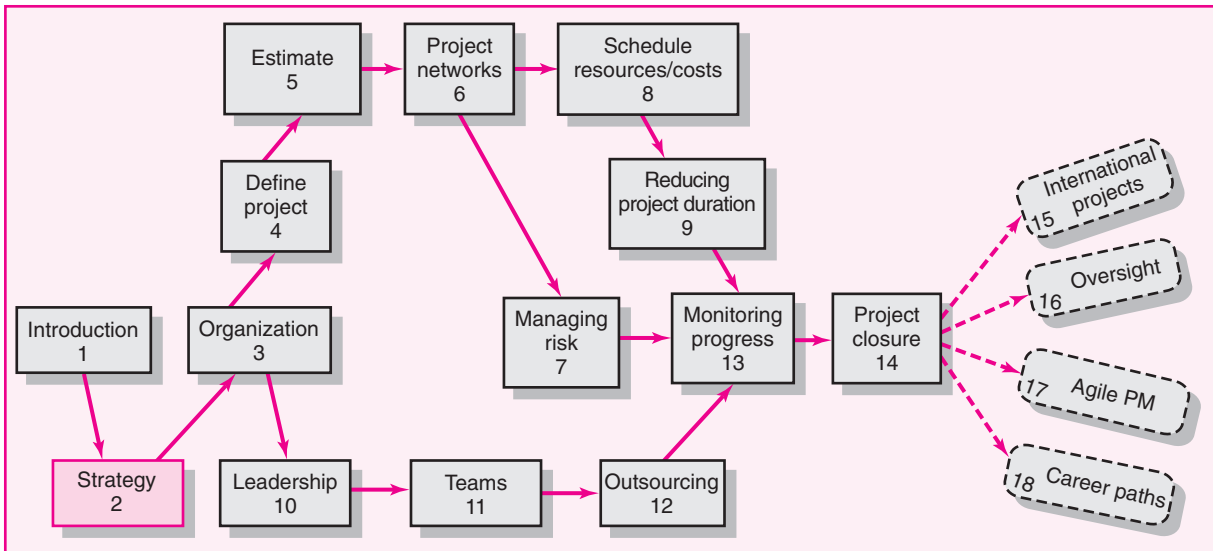 Introduction
1
Strategy
2
Organization
3
Define
project
4
Estimate
5
Project
networks
6
Schedule
resources/costs
8
Reducing
project duration
9
Managing
risk
7
Leadership
10
Teams
11
Outsourcing
12
Monitoring
progress
13
Project
closure
14
International
projects
15
Oversight
16
Agile PM
17
Career paths
18